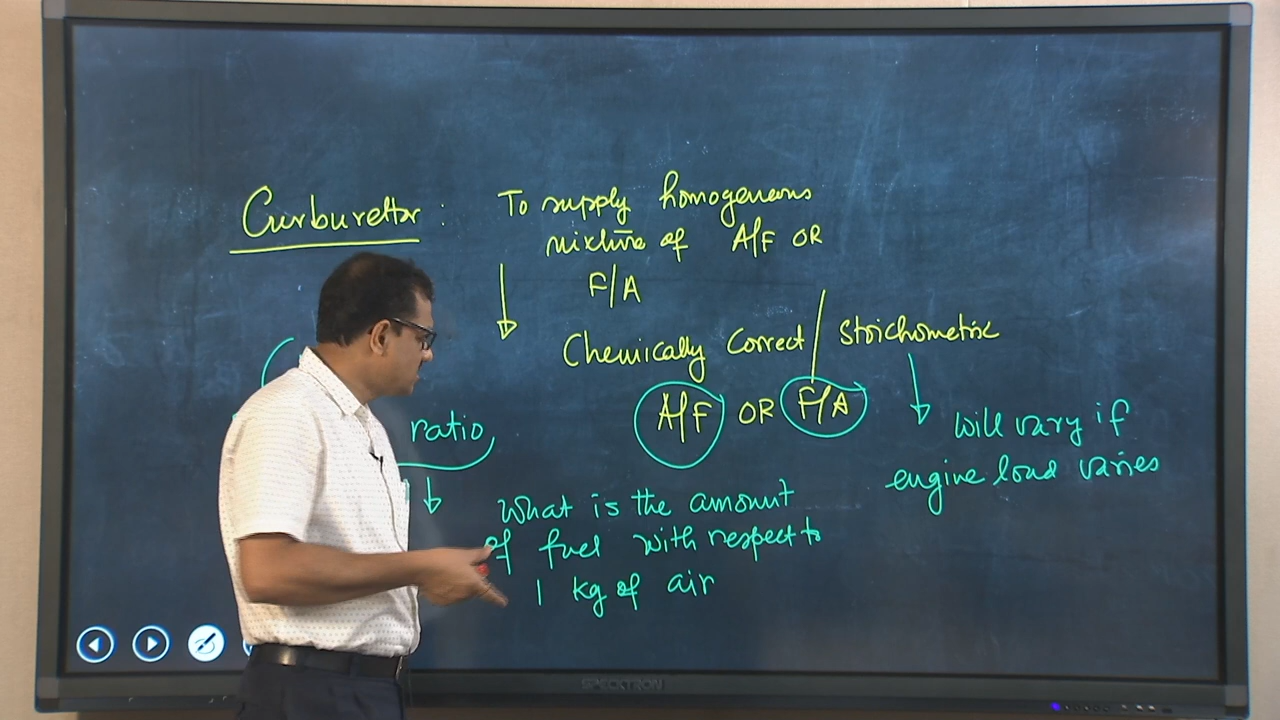 Curburettor : To supply homogeneous
mixture of A/F OR
F/A
Chemically Correct / Stoichometric
A/F OR F/A
will vary if
engine load varies
ratio
What is the amount
of fuel with respect to
1 kg of air
SPECKTRON